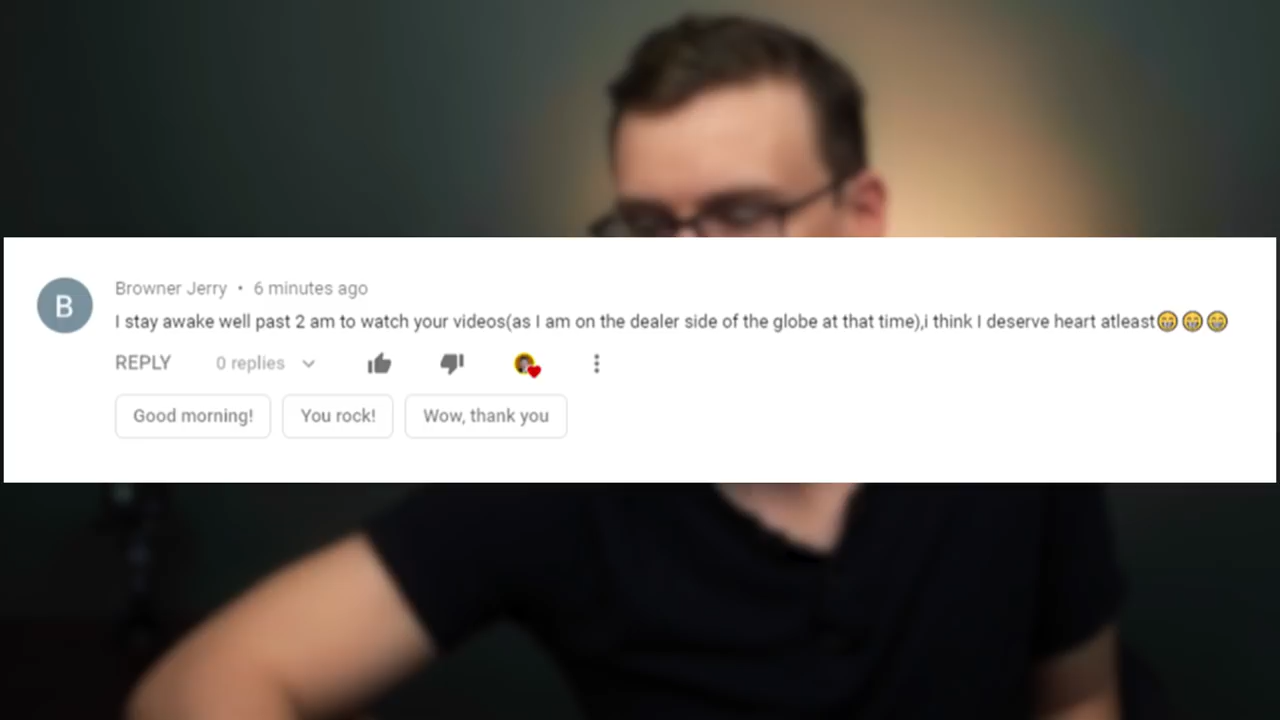 B
Browner Jerry • 6 minutes ago
I stay awake well past 2 am to watch your videos(as I am on the dealer side of the globe at that time),i think I deserve heart atleast😁😁😁
REPLY 0 replies
Good morning! You rock! Wow, thank you